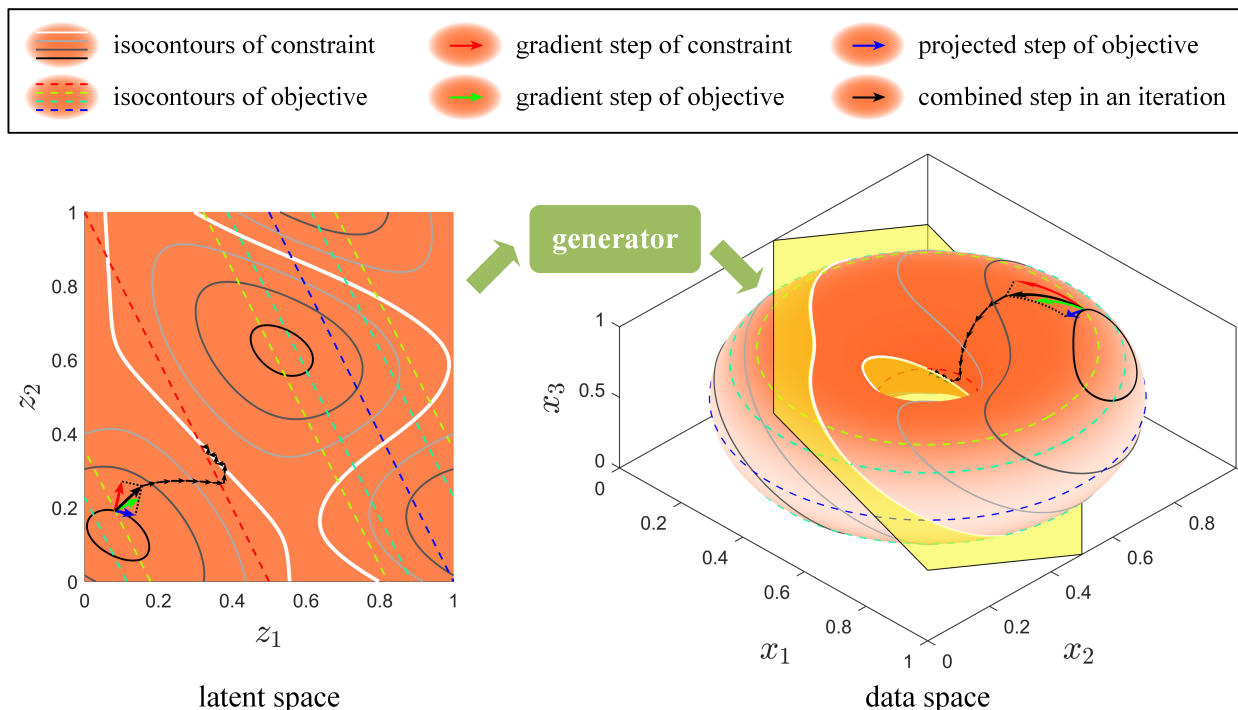 isocontours of constraint
gradient step of constraint
projected step of objective
isocontours of objective
gradient step of objective
combined step in an iteration
generator
1
0.8
0.6
0.4
0.2
0
z₂
0
0.2
0.4
0.6
0.8
1
z₁
latent space
1
0.5
0
x₃
0
0.2
0.4
0.6
0.8
1
x₁
0
0.2
0.4
0.6
0.8
x₂
data space